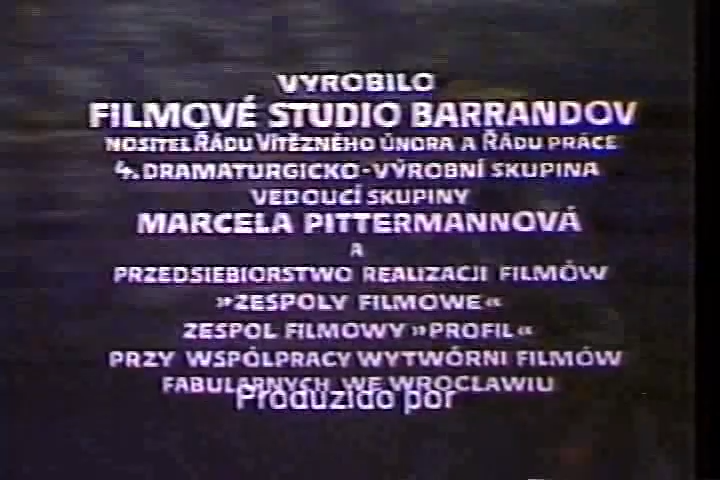 VYROBILO
FILMOVÉ STUDIO BARRANDOV
NOSITEL ŘÁDU VÍTĚZNÉHO ÚNORA A ŘÁDU PRÁCE
4. DRAMATURGICKO-VÝROBNÍ SKUPINA
VEDOUCÍ SKUPINY
MARCELA PITTERMANNOVÁ
A
PRZEDSIEBIORSTWO REALIZACJI FILMÓW
»ZESPOLY FILMOWE«
ZESPOL FILMOWY »PROFIL«
PRZY WSPÓLPRACY WYTWÓRNI FILMÓW
FABULARNYCH WE WROCLAWIU
Produzido por